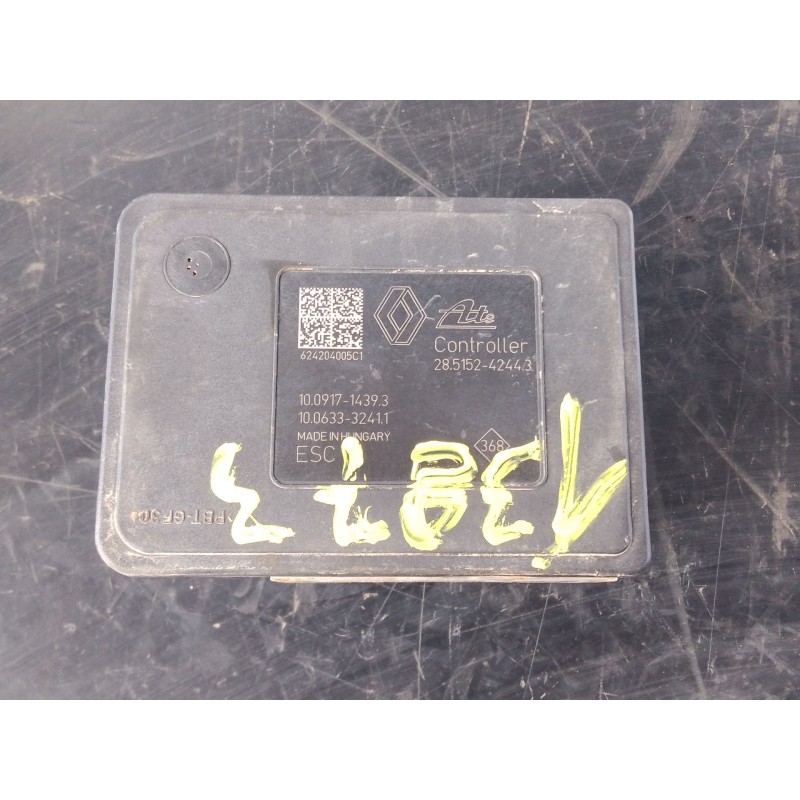 Ate
624204005C1
Controller
28.5152-4244.3
10.0917-1439.3
10.0633-3241.1
MADE IN HUNGARY
ESC
368
>PBT-GF30<